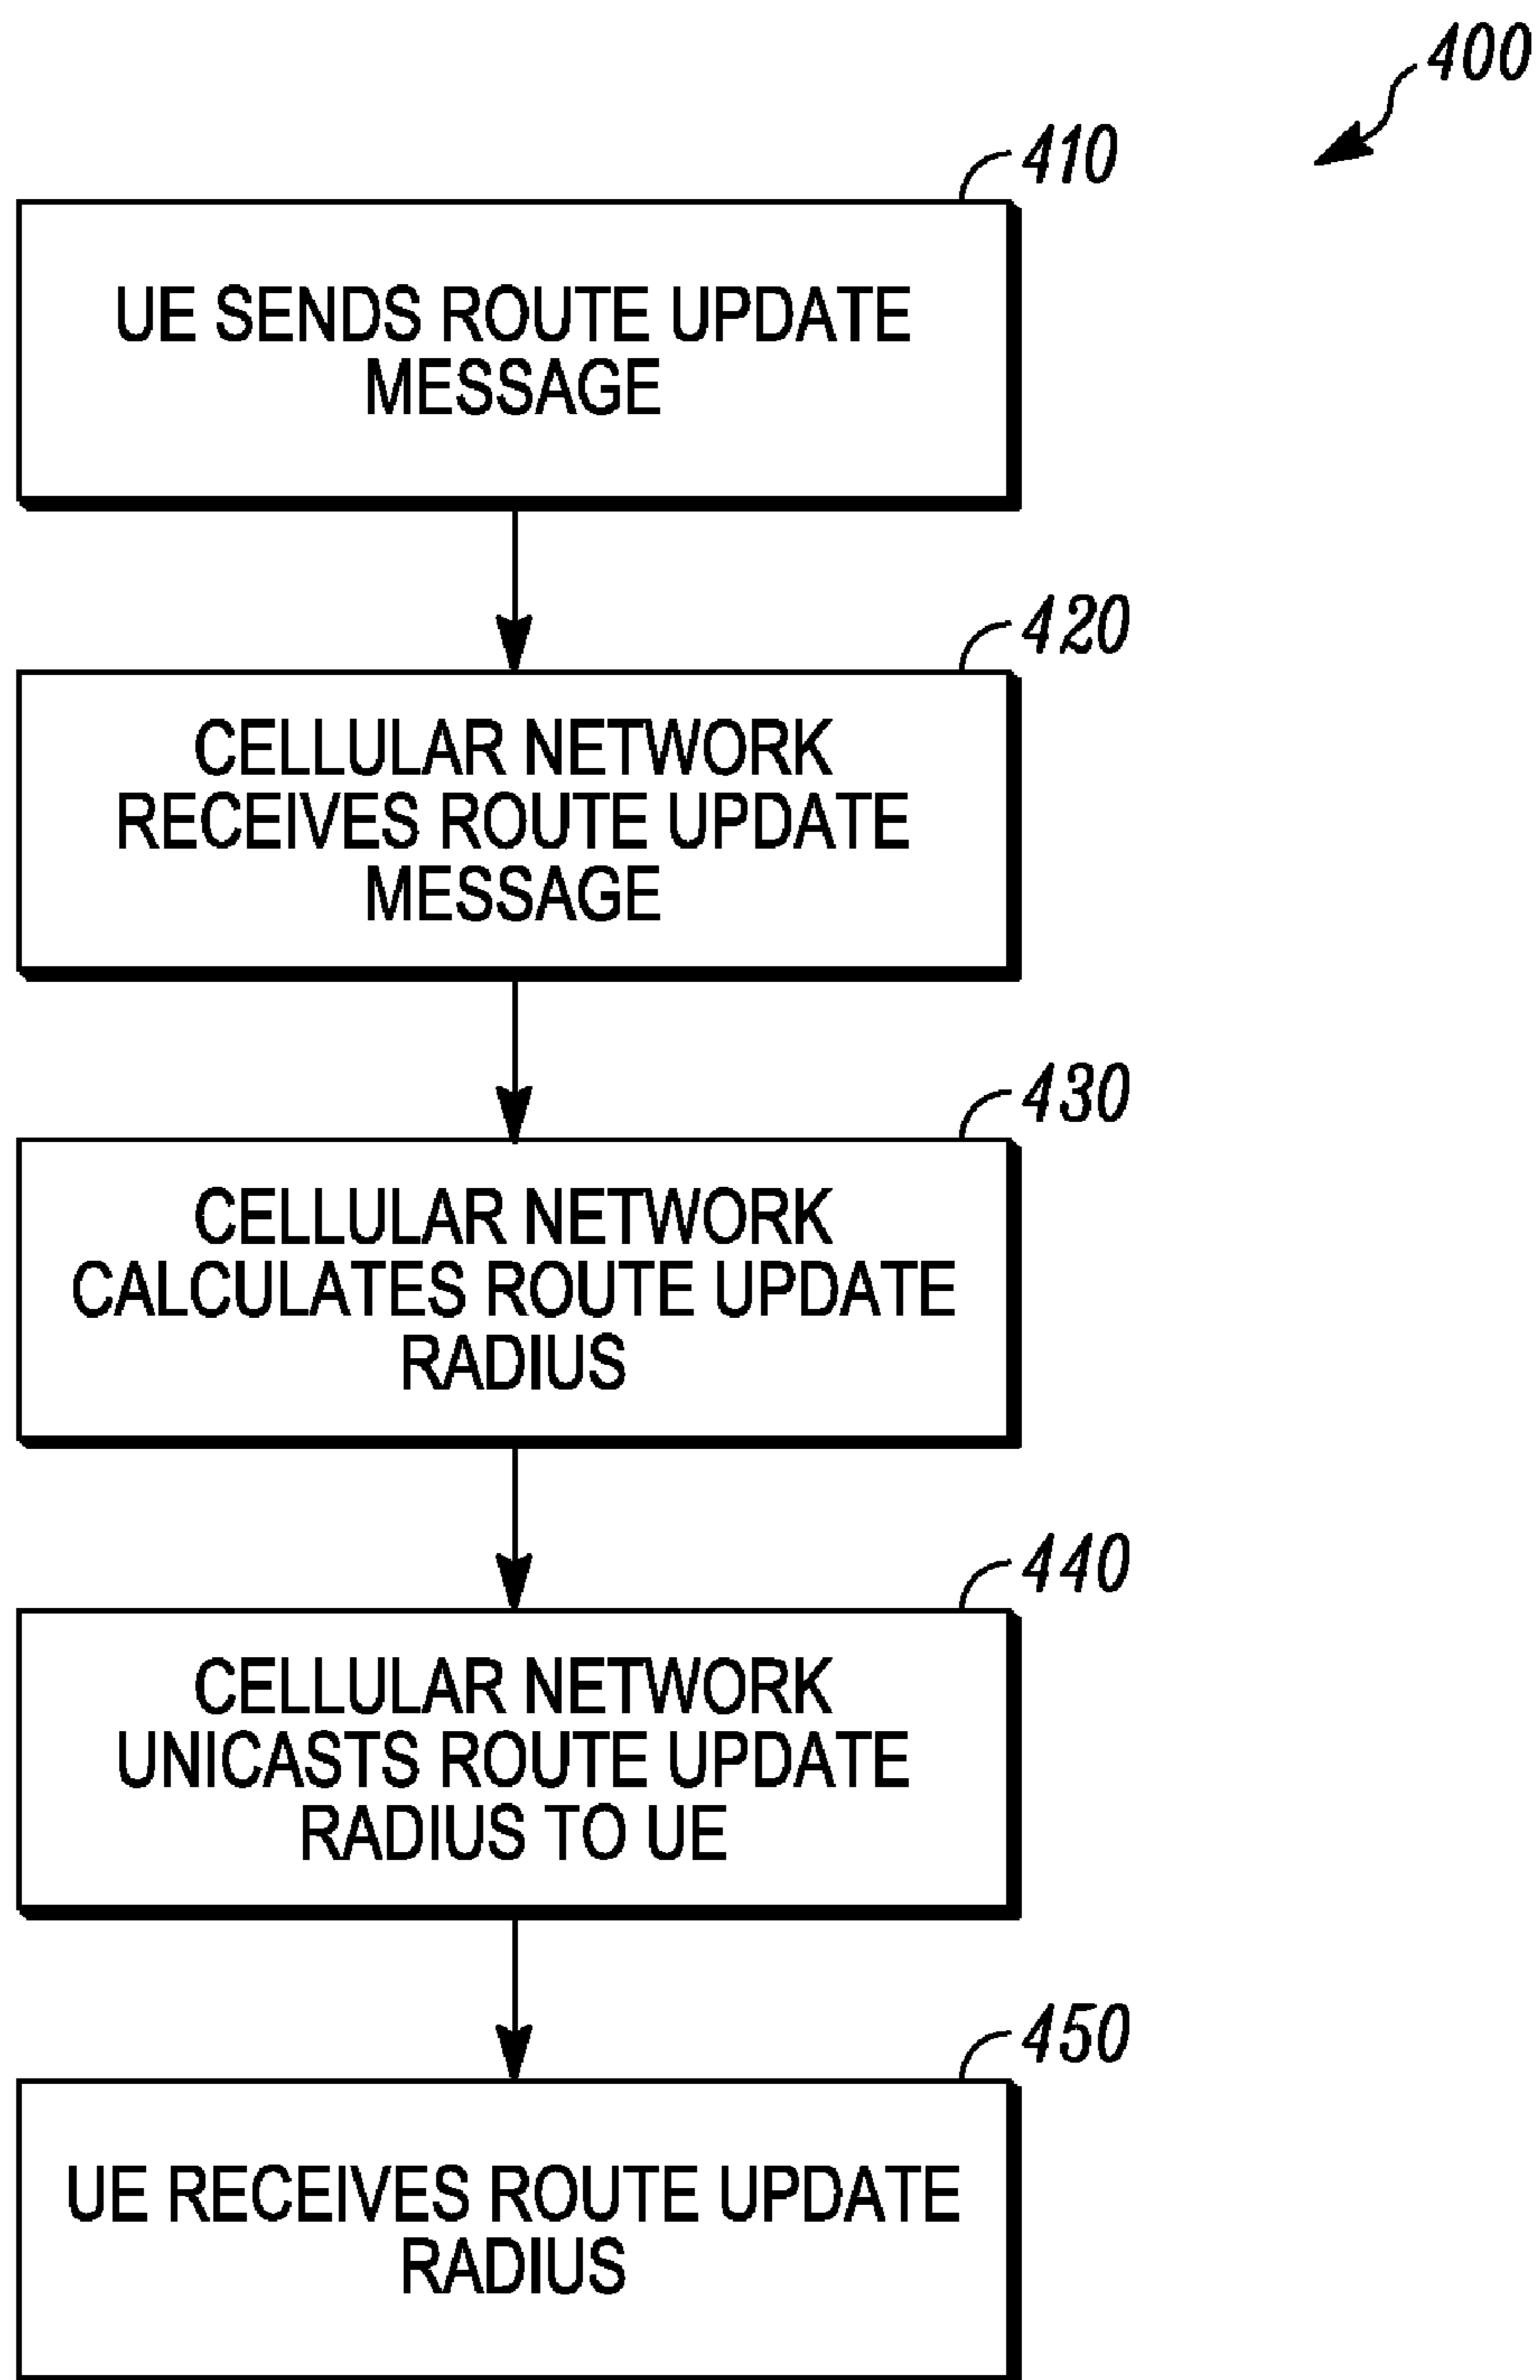 400
410
UE SENDS ROUTE UPDATE
MESSAGE
420
CELLULAR NETWORK
RECEIVES ROUTE UPDATE
MESSAGE
430
CELLULAR NETWORK
CALCULATES ROUTE UPDATE
RADIUS
440
CELLULAR NETWORK
UNICASTS ROUTE UPDATE
RADIUS TO UE
450
UE RECEIVES ROUTE UPDATE
RADIUS